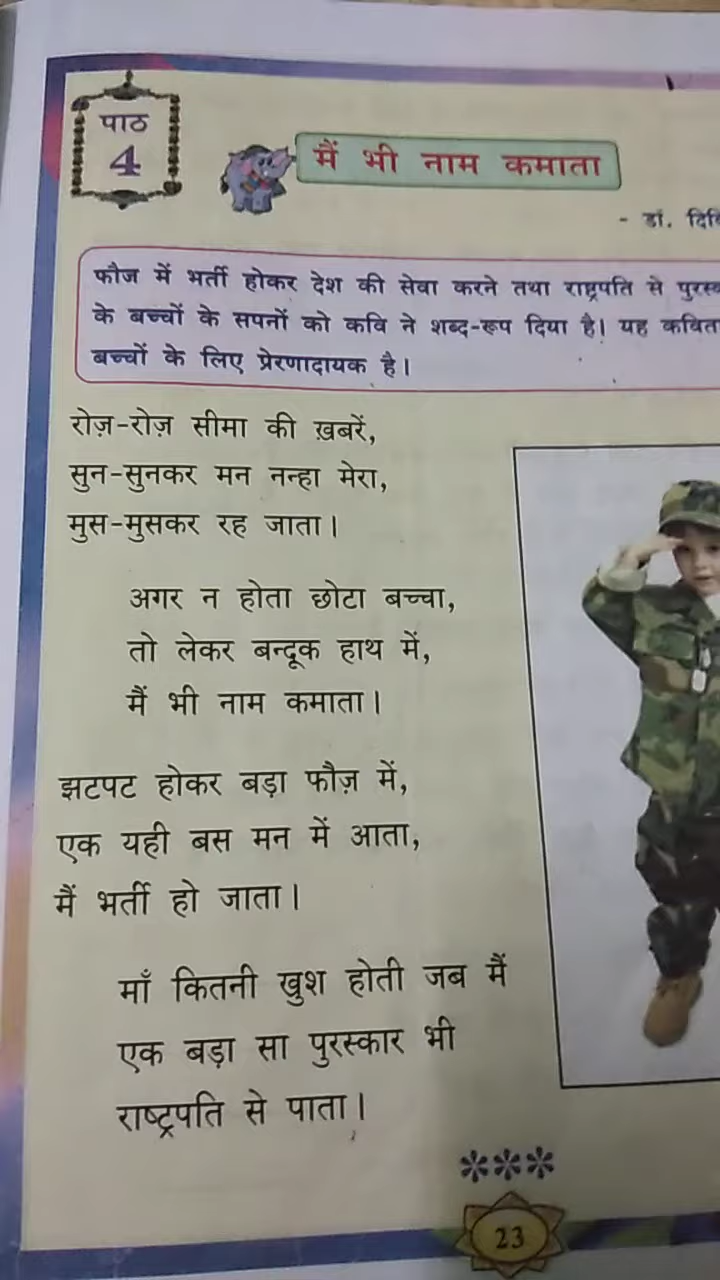 पाठ
4
मैं भी नाम कमाता
- डॉ.
फौज में भर्ती होकर देश की सेवा करने तथा राष्ट्रपति से
के बच्चों के सपनों को कवि ने शब्द-रूप दिया है। यह
बच्चों के लिए प्रेरणादायक है।
रोज़-रोज़ सीमा की ख़बरें,
सुन-सुनकर मन नन्हा मेरा,
मुस-मुसकर रह जाता।
अगर न होता छोटा बच्चा,
तो लेकर बन्दूक हाथ में,
मैं भी नाम कमाता।
झटपट होकर बड़ा फौज़ में,
एक यही बस मन में आता,
मैं भर्ती हो जाता।
माँ कितनी खुश होती जब मैं
एक बड़ा सा पुरस्कार भी
राष्ट्रपति से पाता।
***
23